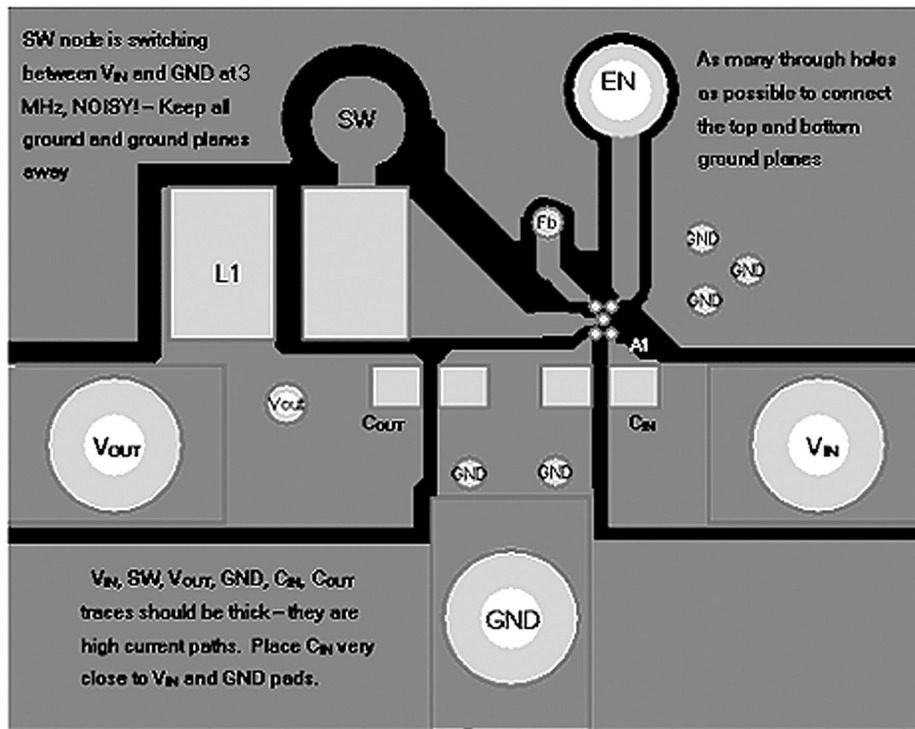 SW node is switching
between VIN and GND at 3
MHz, NOISY! – Keep all
ground and ground planes
away
SW
EN
As many through holes
as possible to connect
the top and bottom
ground planes
Fb
GND
GND
GND
L1
A1
Vout
COUT
CIN
VOUT
VIN
GND
GND
VIN, SW, VOUT, GND, CIN, COUT
traces should be thick – they are
high current paths. Place CIN very
close to VIN and GND pads.
GND